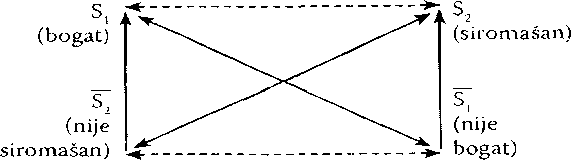 S₁
(bogat)
S₂
(siromašan)
S̅₂
(nije
siromašan)
S̅₁
(nije
bogat)